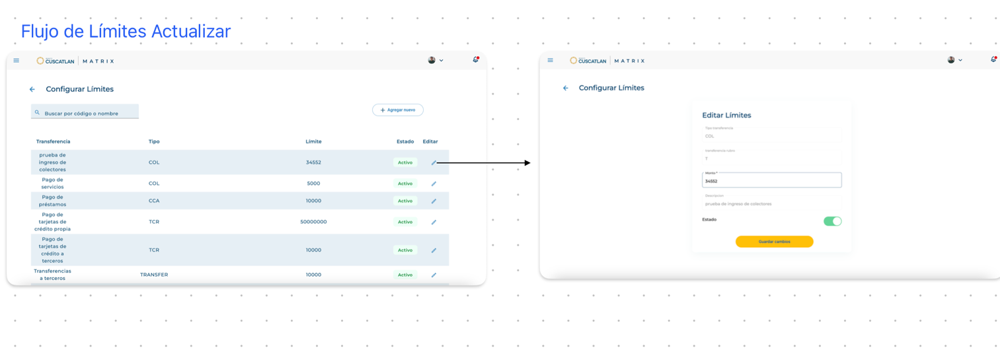 Flujo de Límites Actualizar
BANCO CUSCATLAN | MATRIX
Configurar Límites
Buscar por código o nombre
+ Agregar nuevo
Transferencia Tipo Límite Estado Editar
prueba de
ingreso de
colectores
COL 34552 Activo
Pago de
servicios
COL 5000 Activo
Pago de
préstamos
CCA 10000 Activo
Pago de
tarjetas de
crédito propia
TCR 50000000 Activo
Pago de
tarjetas de
crédito a
terceros
TCR 10000 Activo
Transferencias
a terceros
TRANSFER 10000 Activo
BANCO CUSCATLAN | MATRIX
Configurar Límites
Editar Límites
Tipo transferencia
COL
transferencia rubro
T
Monto *
34552
Descripcion
prueba de ingreso de colectores
Estado
Guardar cambios